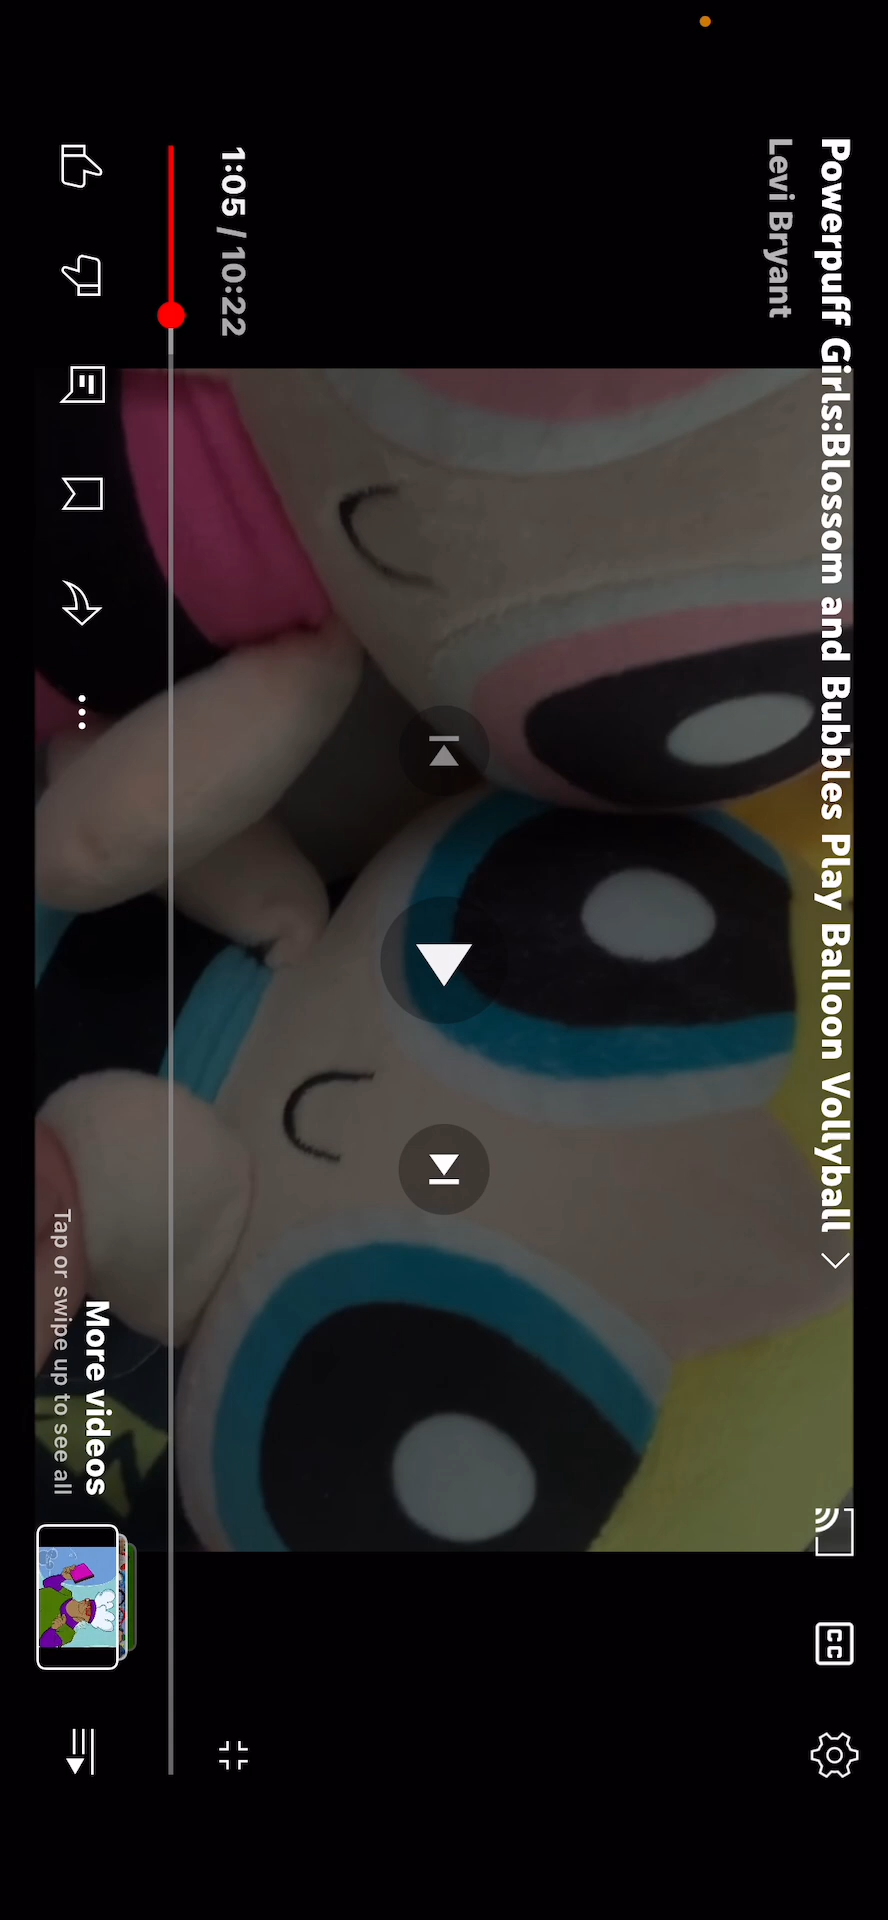 Powerpuff Girls:Blossom and Bubbles Play Balloon Vollyball
Levi Bryant
CC
1:05 / 10:22
More videos
Tap or swipe up to see all